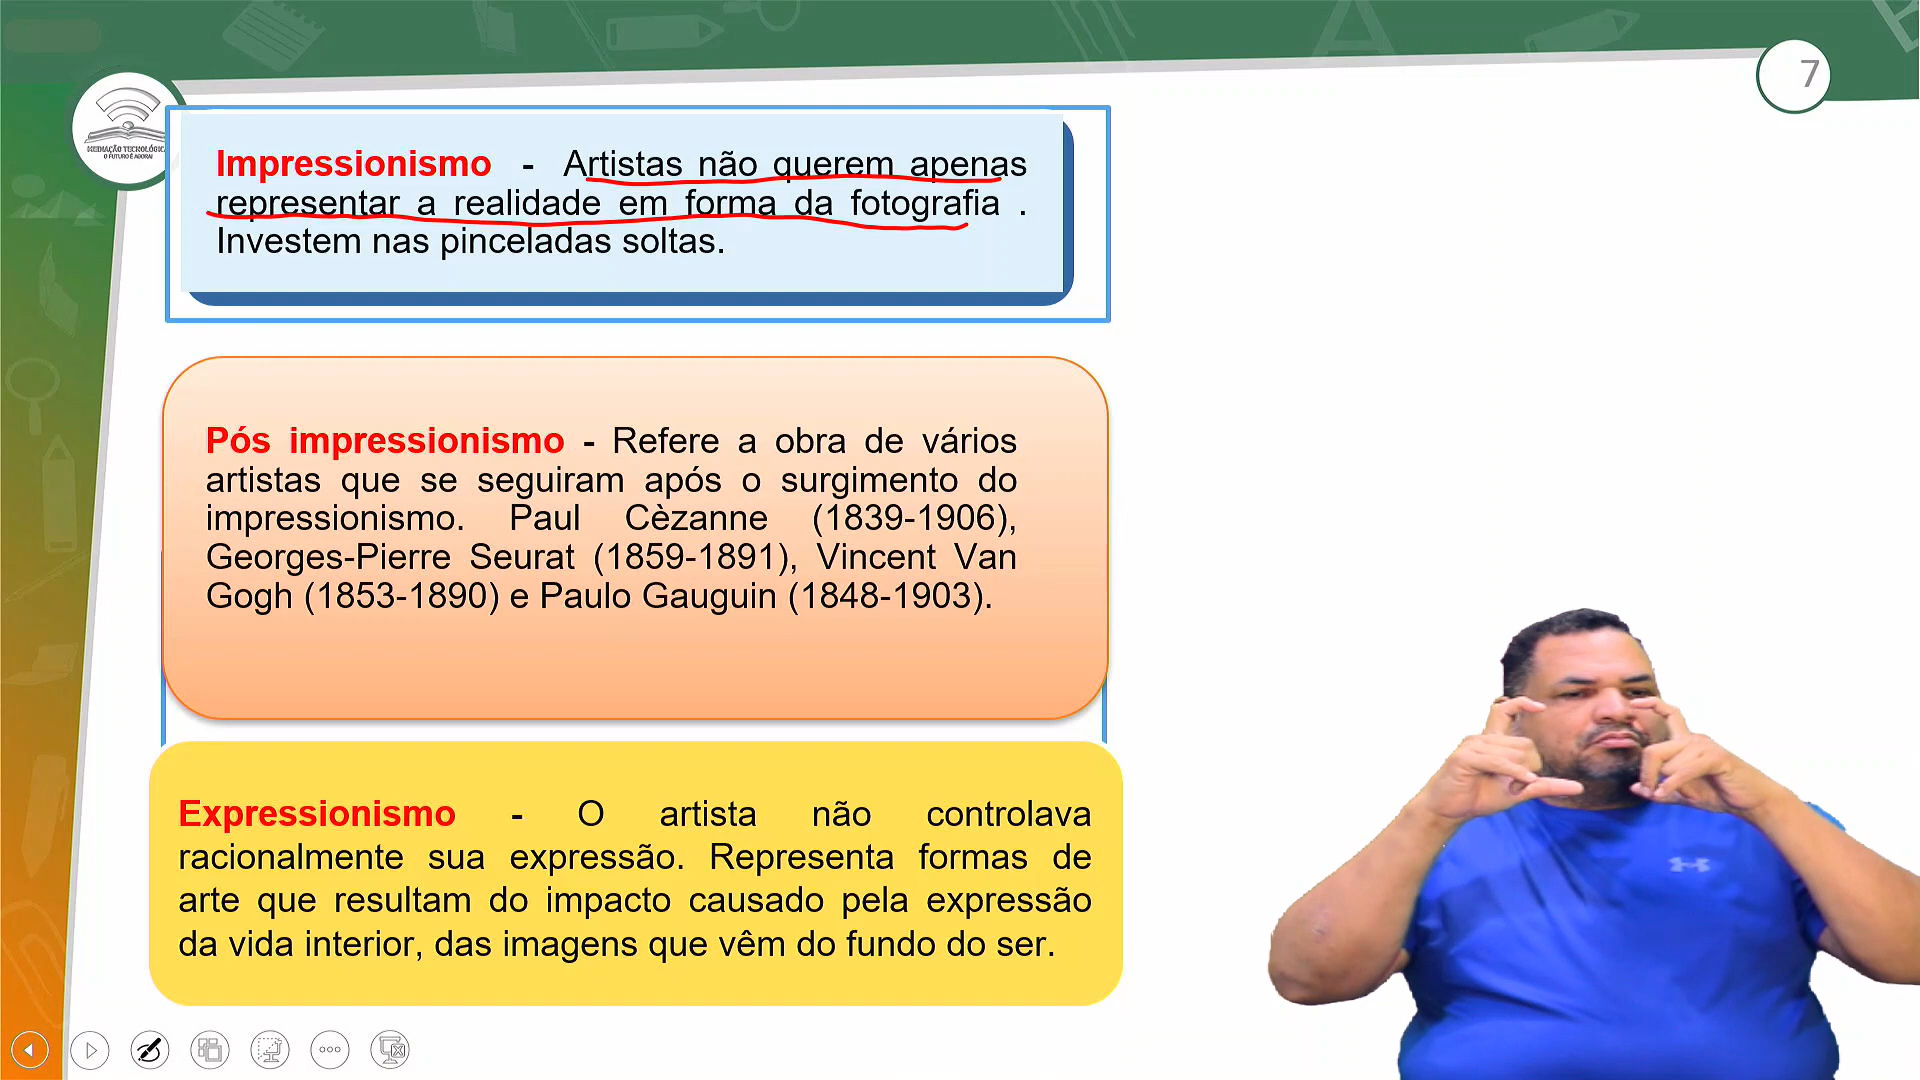 7
MEDIAÇÃO TECNOLÓGICA
O FUTURO É AGORA!
Impressionismo - Artistas não querem apenas
representar a realidade em forma da fotografia .
Investem nas pinceladas soltas.
Pós impressionismo - Refere a obra de vários
artistas que se seguiram após o surgimento do
impressionismo. Paul Cèzanne (1839-1906),
Georges-Pierre Seurat (1859-1891), Vincent Van
Gogh (1853-1890) e Paulo Gauguin (1848-1903).
Expressionismo - O artista não controlava
racionalmente sua expressão. Representa formas de
arte que resultam do impacto causado pela expressão
da vida interior, das imagens que vêm do fundo do ser.